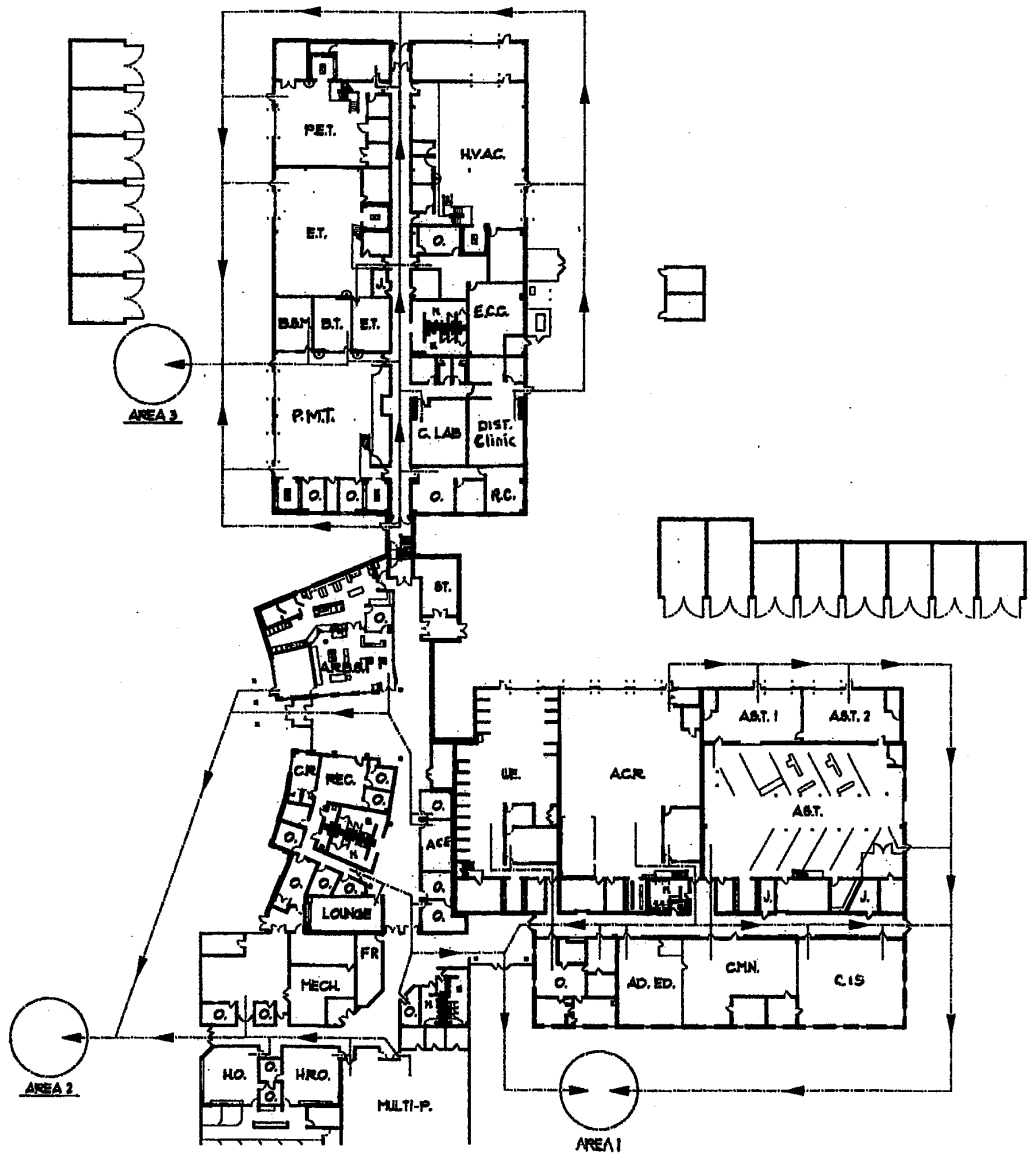 P.E.T.
H.V.A.C.
E.T.
O.
J.
B.&M
B.T.
E.T.
M.
E.C.C.
AREA 3
P.M.T.
C. LAB
DIST.
Clinic
O.
O.
O.
R.C.
ST.
O.
A.S.T. 1
A.S.T. 2
C.R.
REC.
O.
O.
O.
W.E.
A.C.R.
A.S.T.
O.
ACE
O.
O.
O.
O.
O.
LOUNGE
M.
J.
J.
FR
MECH.
O.
AD. ED.
C.M.N.
C.I.S
O.
O.
O.
M.
AREA 2
H.O.
O.
O.
H.R.O.
MULTI-P.
AREA 1